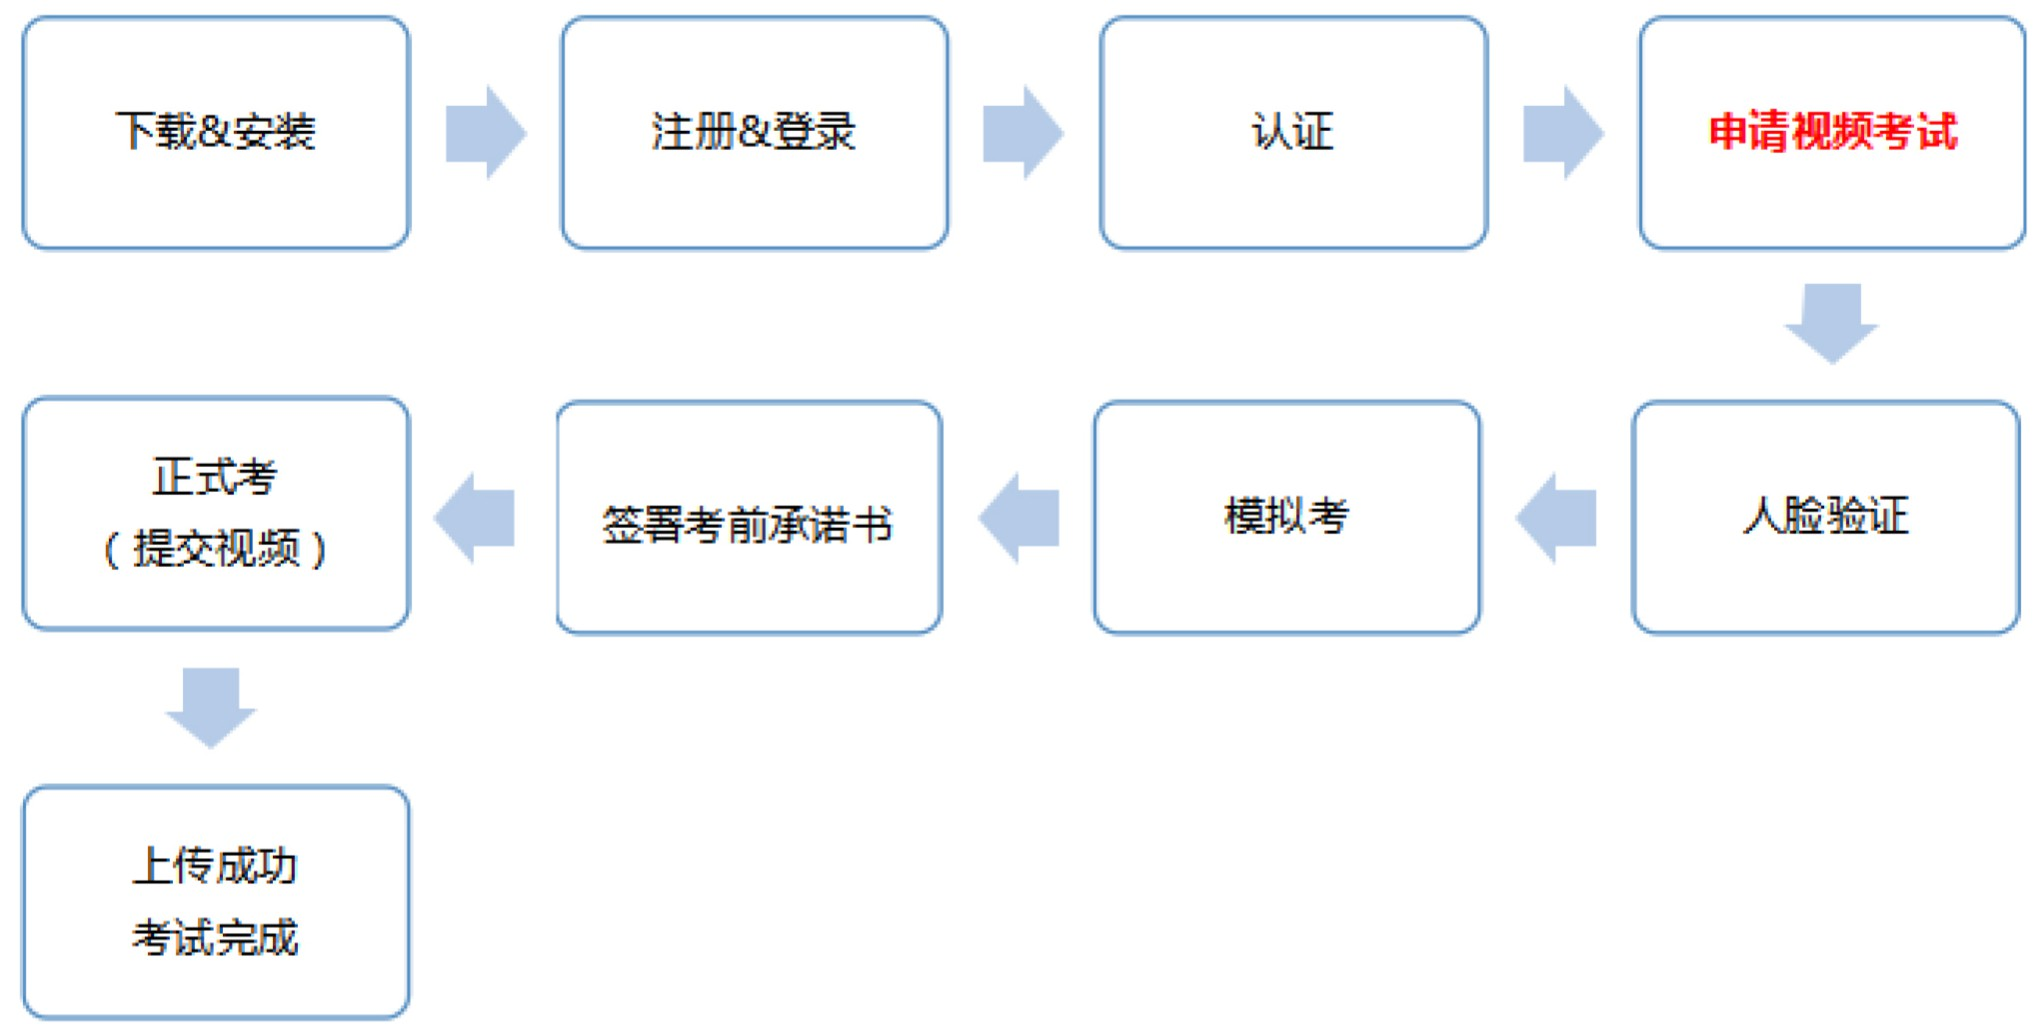 下载&安装
注册&登录
认证
申请视频考试
人脸验证
模拟考
签署考前承诺书
正式考
（提交视频）
上传成功
考试完成